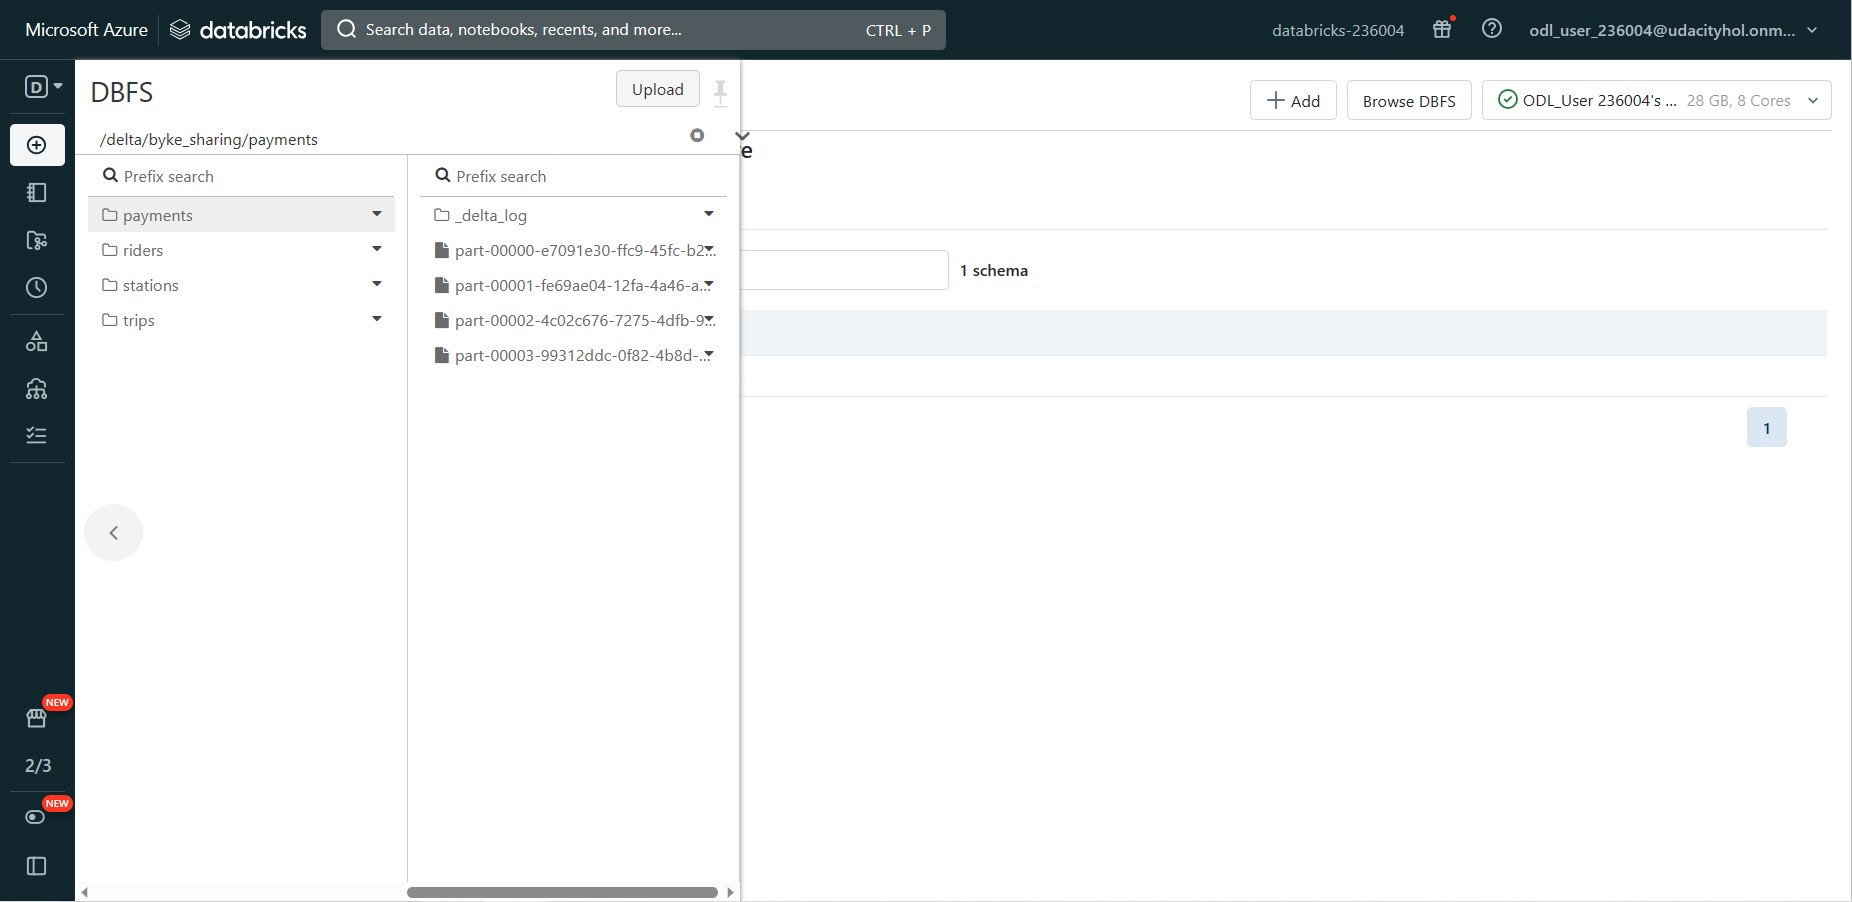 Microsoft Azure
databricks
Search data, notebooks, recents, and more...
CTRL + P
databricks-236004
odl_user_236004@udacityhol.onm...
D
DBFS
Upload
Add
Browse DBFS
ODL_User 236004's ...
28 GB, 8 Cores
/delta/byke_sharing/payments
Prefix search
payments
riders
stations
trips
Prefix search
_delta_log
part-00000-e7091e30-ffc9-45fc-b2...
part-00001-fe69ae04-12fa-4a46-a...
part-00002-4c02c676-7275-4dfb-9...
part-00003-99312ddc-0f82-4b8d-...
1 schema
1
NEW
2/3
NEW